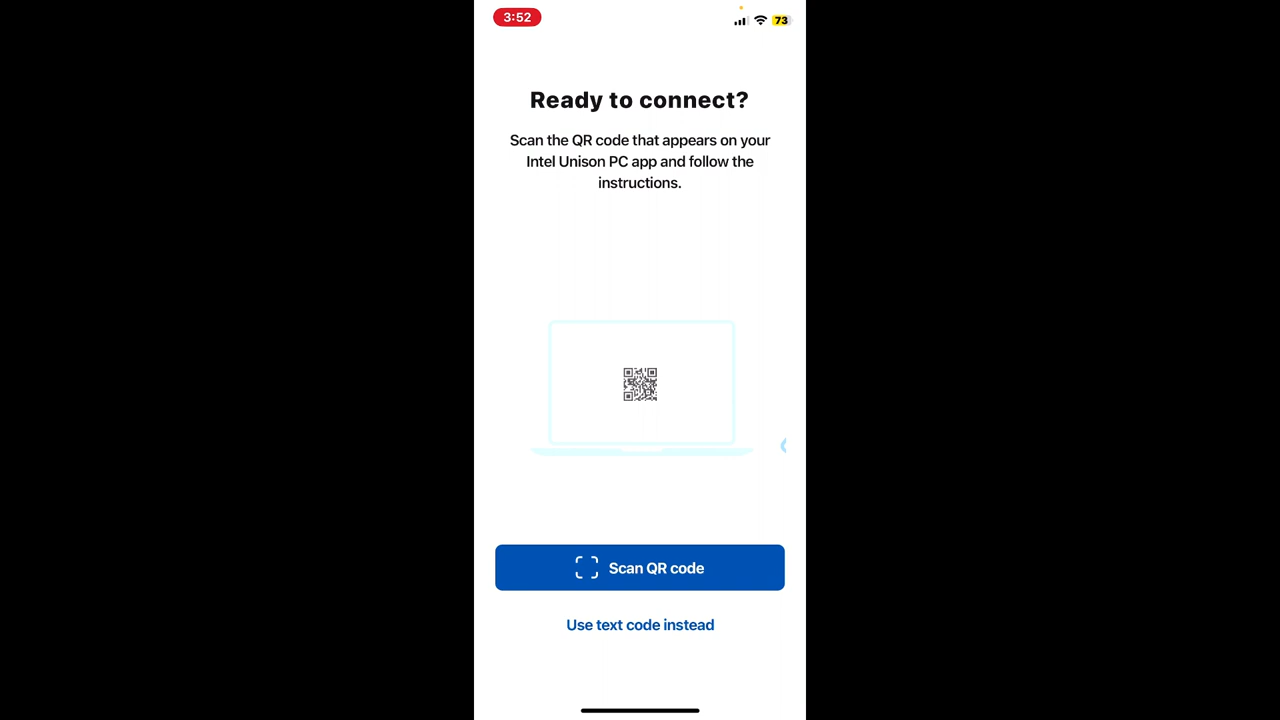 3:52
73
Ready to connect?
Scan the QR code that appears on your
Intel Unison PC app and follow the
instructions.
Scan QR code
Use text code instead